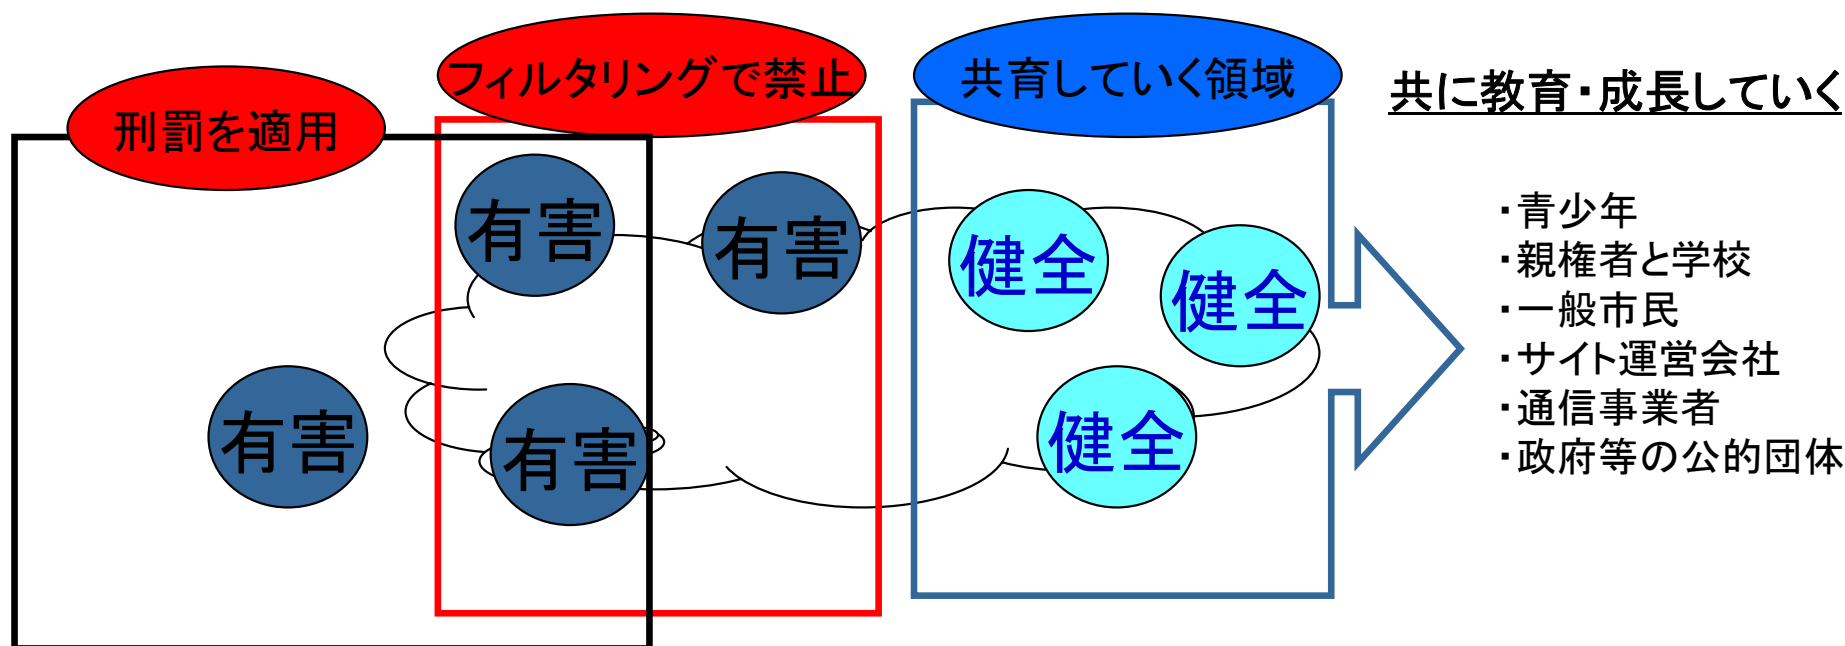 刑罰を適用
フィルタリングで禁止
共育していく領域
共に教育・成長していく
有害
有害
有害
有害
健全
健全
健全
・青少年
・親権者と学校
・一般市民
・サイト運営会社
・通信事業者
・政府等の公的団体